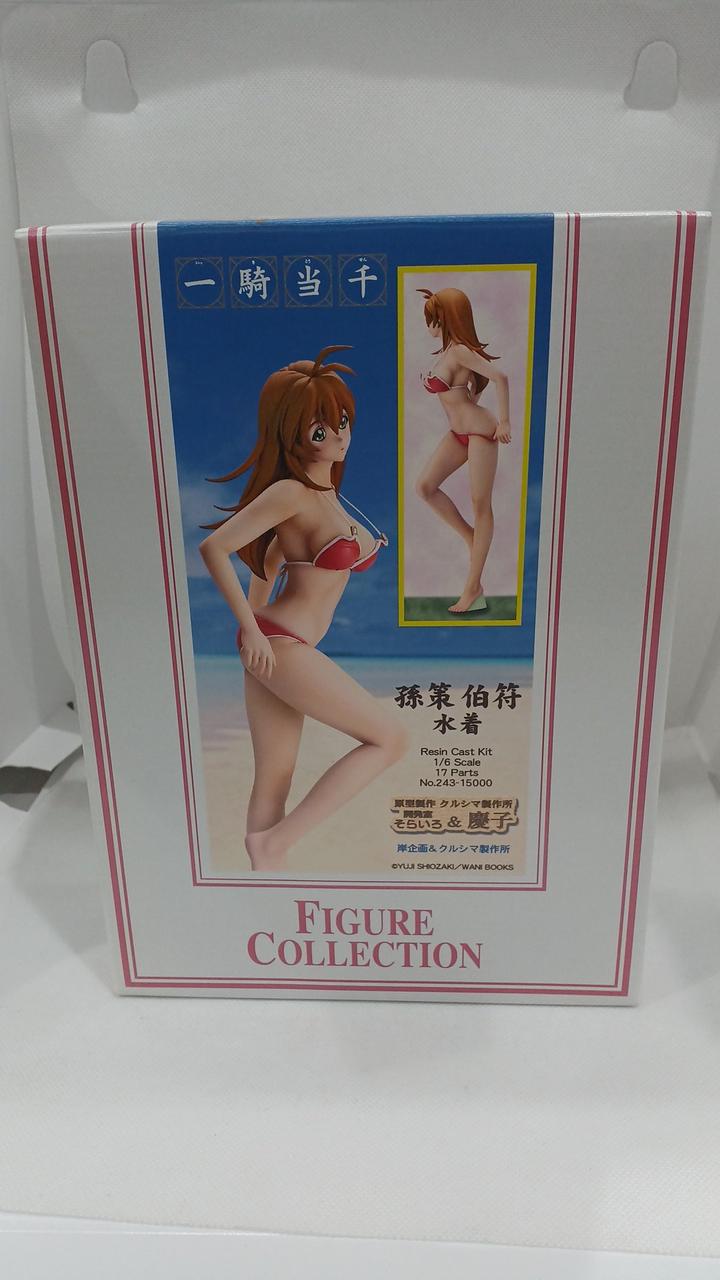 一騎当千
孫策 伯符
水着
Resin Cast Kit
1/6 Scale
17 Parts
No.243-15000
原型製作 クルシマ製作所
開発室
そらいろ & 慶子
岸企画&クルシマ製作所
©YUJI SHIOZAKI/WANI BOOKS
FIGURE
COLLECTION